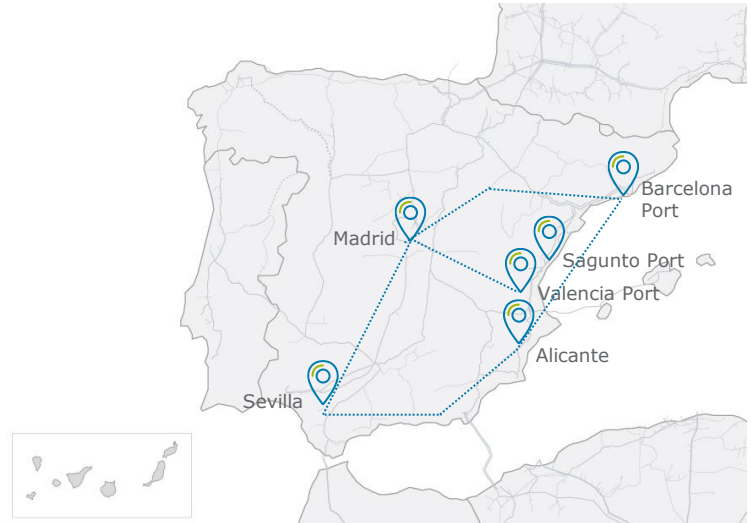 Barcelona
Port
Madrid
Sagunto Port
Valencia Port
Alicante
Sevilla